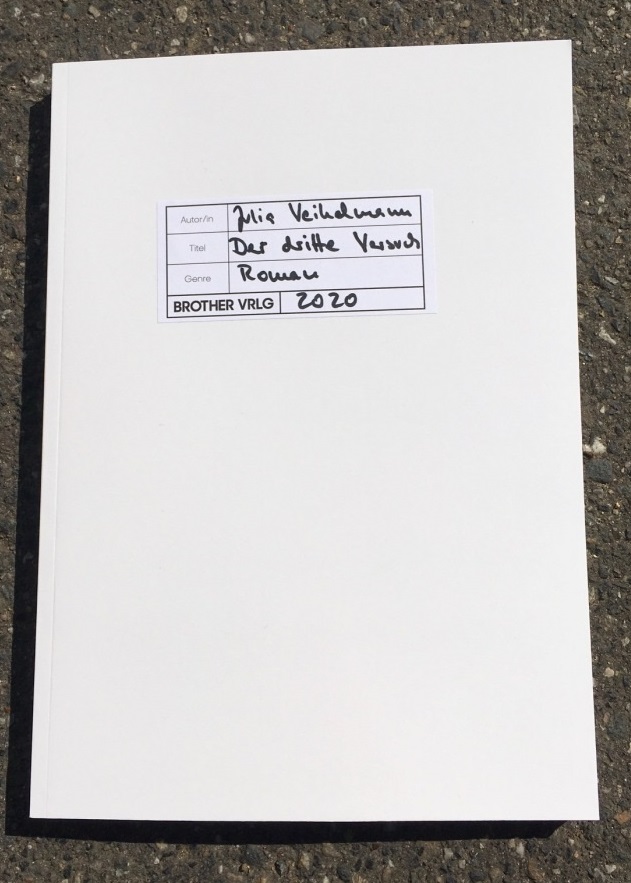 Autor/in Julia Veihelmann
Titel Der dritte Versuch
Genre Roman
BROTHER VRLG 2020